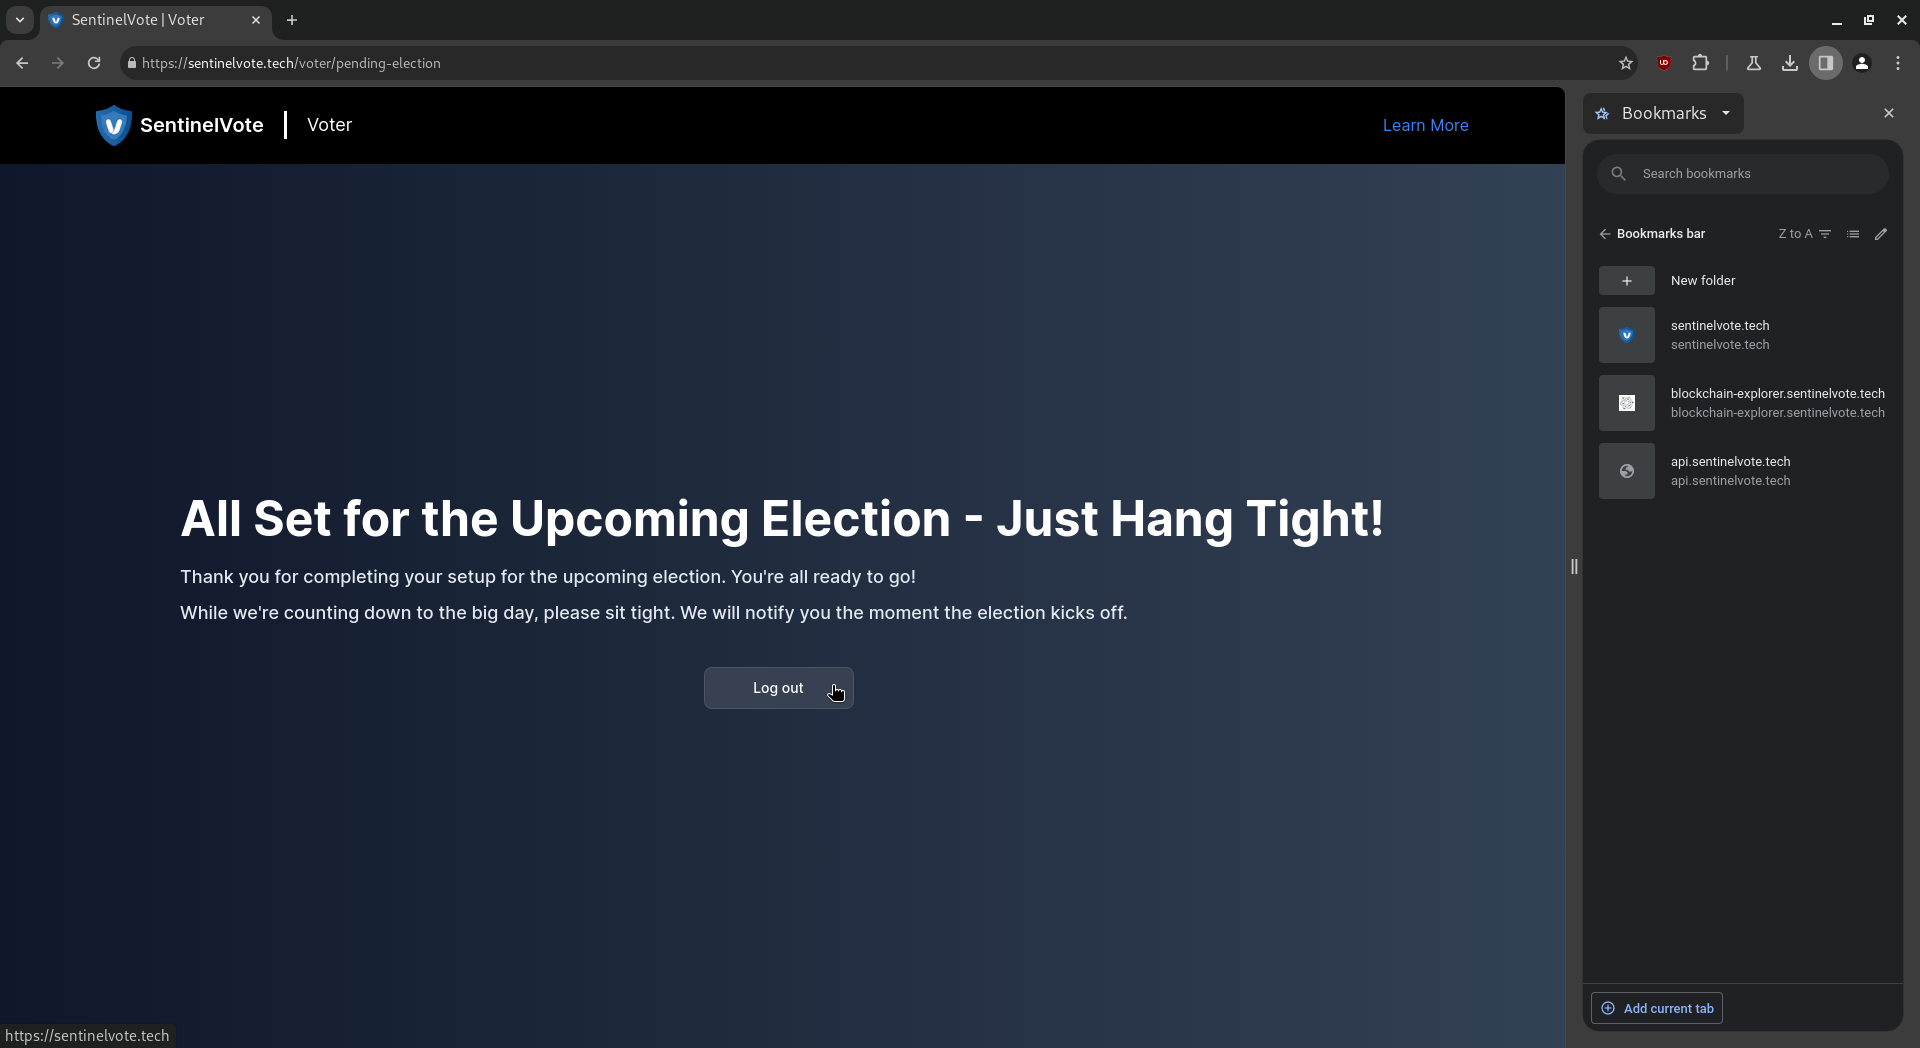 SentinelVote | Voter
https://sentinelvote.tech/voter/pending-election
SentinelVote
Voter
Learn More
All Set for the Upcoming Election - Just Hang Tight!
Thank you for completing your setup for the upcoming election. You're all ready to go!
While we're counting down to the big day, please sit tight. We will notify you the moment the election kicks off.
Log out
https://sentinelvote.tech
Bookmarks
Search bookmarks
Bookmarks bar
Z to A
New folder
sentinelvote.tech
sentinelvote.tech
blockchain-explorer.sentinelvote.tech
blockchain-explorer.sentinelvote.tech
api.sentinelvote.tech
api.sentinelvote.tech
Add current tab